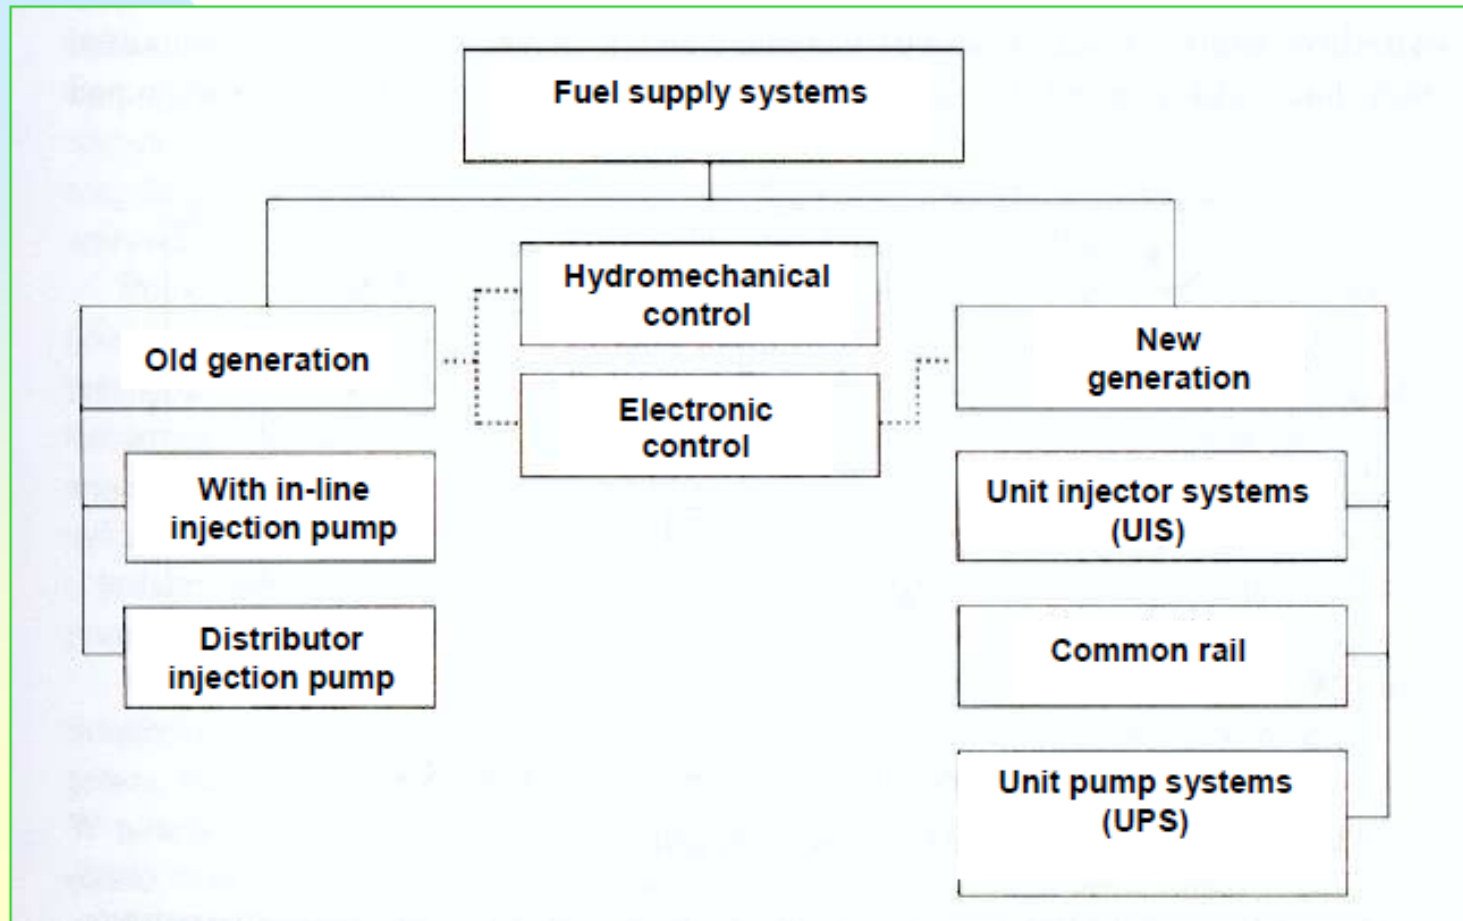 Fuel supply systems
Hydromechanical
control
Old generation
New
generation
Electronic
control
With in-line
injection pump
Unit injector systems
(UIS)
Distributor
injection pump
Common rail
Unit pump systems
(UPS)